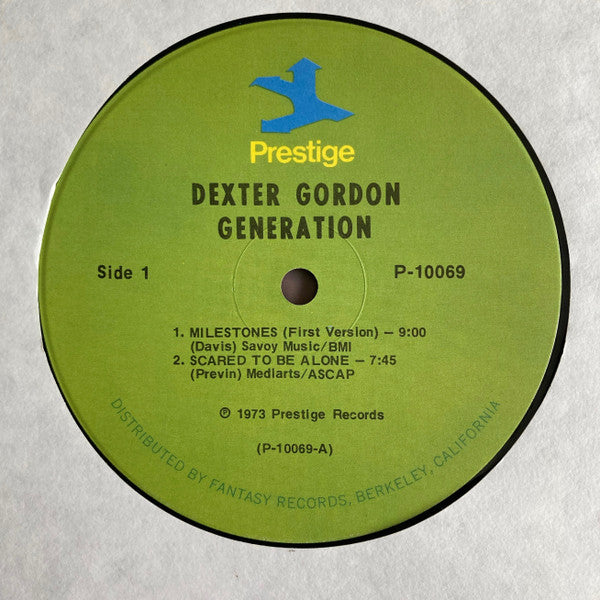 Prestige
DEXTER GORDON
GENERATION
Side 1
P-10069
1. MILESTONES (First Version) — 9:00
(Davis) Savoy Music/BMI
2. SCARED TO BE ALONE — 7:45
(Previn) Mediarts/ASCAP
℗ 1973 Prestige Records
(P-10069-A)
DISTRIBUTED BY FANTASY RECORDS, BERKELEY, CALIFORNIA